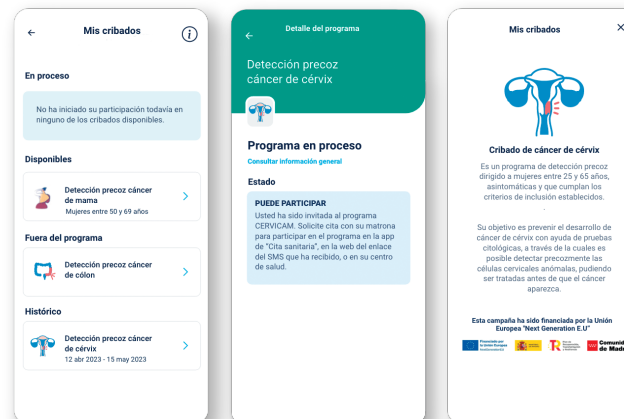 Mis cribados
En proceso
No ha iniciado su participación todavía en
ninguno de los cribados disponibles.
Disponibles
Detección precoz cáncer
de mama
Mujeres entre 50 y 69 años
Fuera del programa
Detección precoz cáncer
de cólon
Histórico
Detección precoz cáncer
de cérvix
12 abr 2023 - 15 may 2023
Detalle del programa
Detección precoz
cáncer de cérvix
Programa en proceso
Consultar información general
Estado
PUEDE PARTICIPAR
Usted ha sido invitada al programa
CERVICAM. Solicite cita con su matrona
para participar en el programa en la app
de "Cita sanitaria", en la web del enlace
del SMS que ha recibido, o en su centro
de salud.
Mis cribados
Cribado de cáncer de cérvix
Es un programa de detección precoz
dirigido a mujeres entre 25 y 65 años,
asintomáticas y que cumplan los
criterios de inclusión establecidos.
.
Su objetivo es prevenir el desarrollo de
cáncer de cérvix con ayuda de pruebas
citológicas, a través de la cuales es
posible detectar precozmente las
células cervicales anómalas, pudiendo
ser tratadas antes de que el cáncer
aparezca.
Esta campaña ha sido financiada por la Unión
Europea "Next Generation E.U"
Financiado por
la Unión Europea
Comunid
de Madr